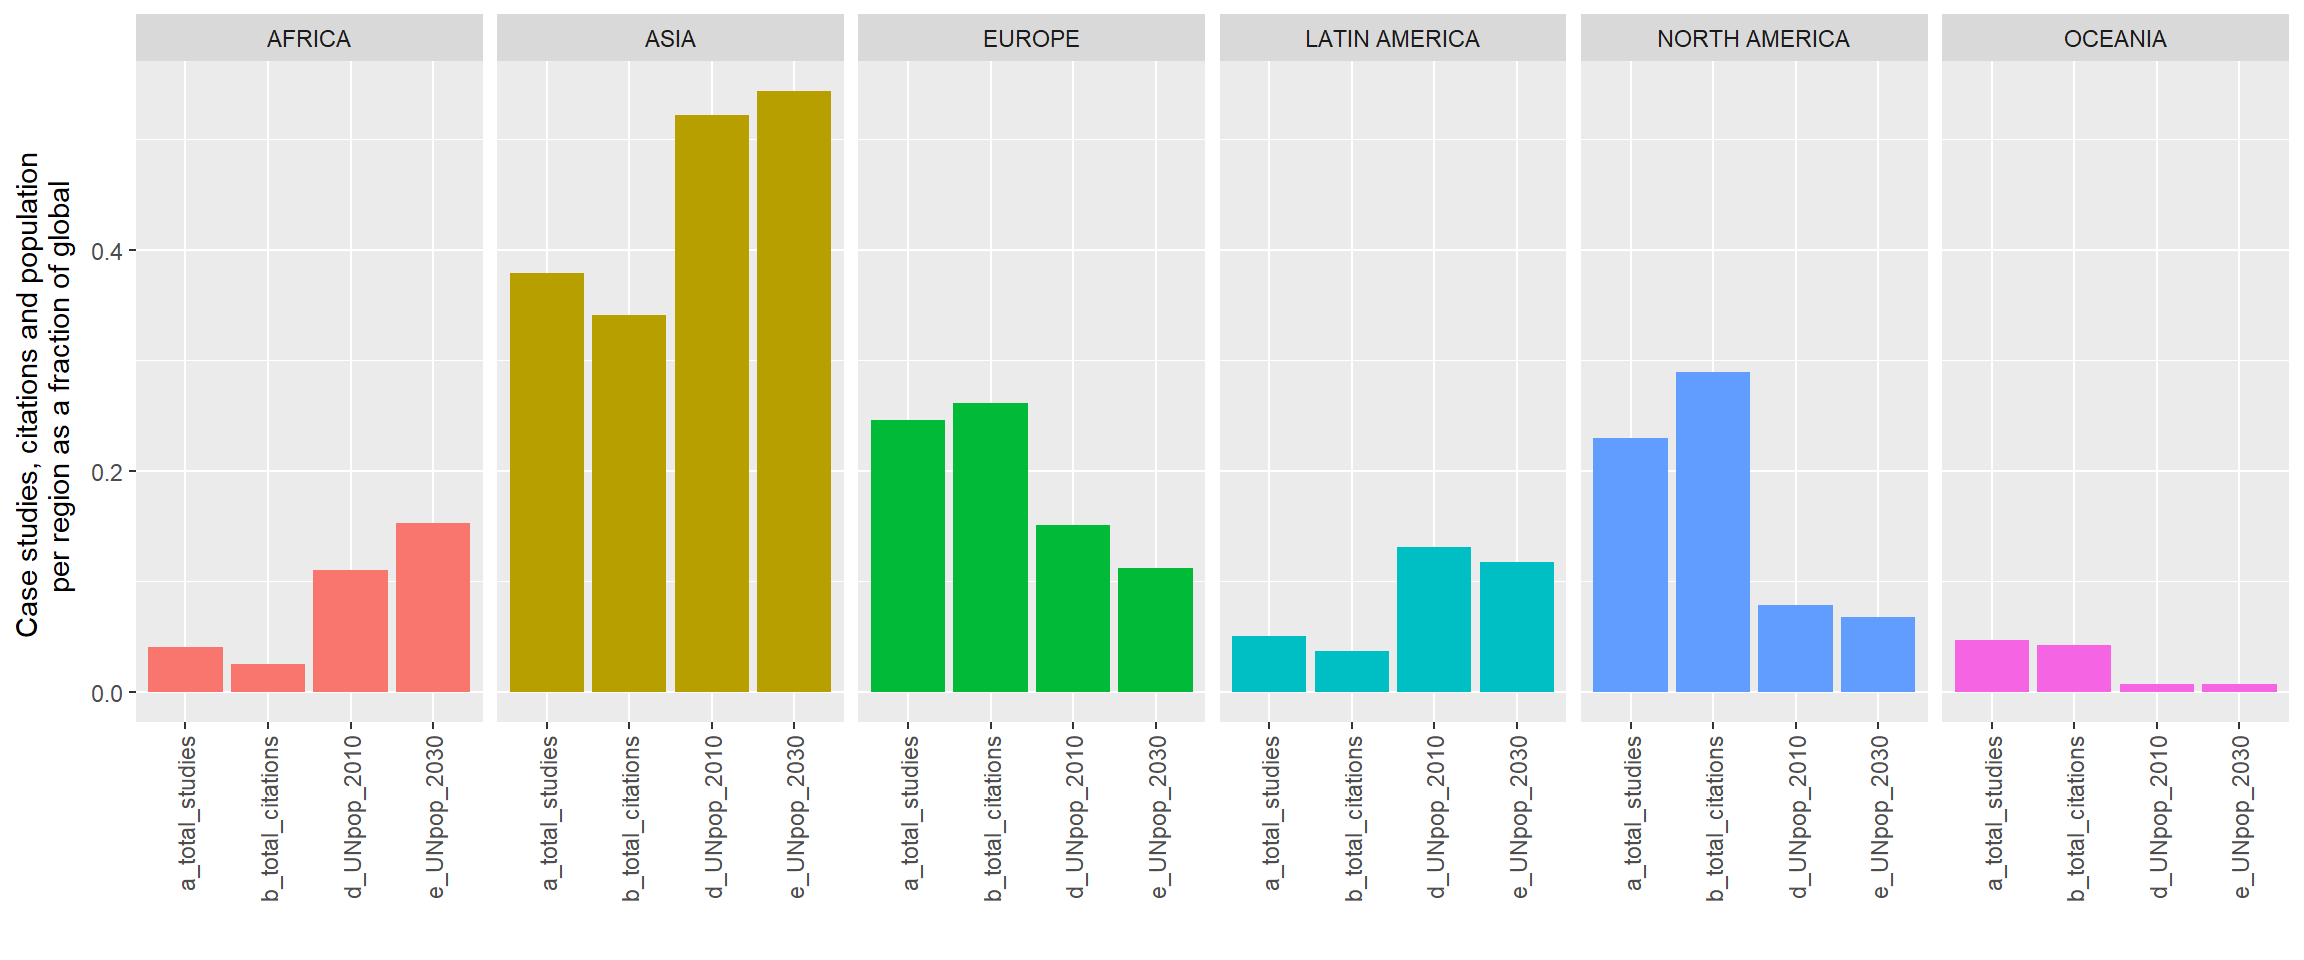 AFRICA
ASIA
EUROPE
LATIN AMERICA
NORTH AMERICA
OCEANIA
Case studies, citations and population
per region as a fraction of global
0.4
0.2
0.0
a_total_studies
b_total_citations
d_UNpop_2010
e_UNpop_2030
a_total_studies
b_total_citations
d_UNpop_2010
e_UNpop_2030
a_total_studies
b_total_citations
d_UNpop_2010
e_UNpop_2030
a_total_studies
b_total_citations
d_UNpop_2010
e_UNpop_2030
a_total_studies
b_total_citations
d_UNpop_2010
e_UNpop_2030
a_total_studies
b_total_citations
d_UNpop_2010
e_UNpop_2030